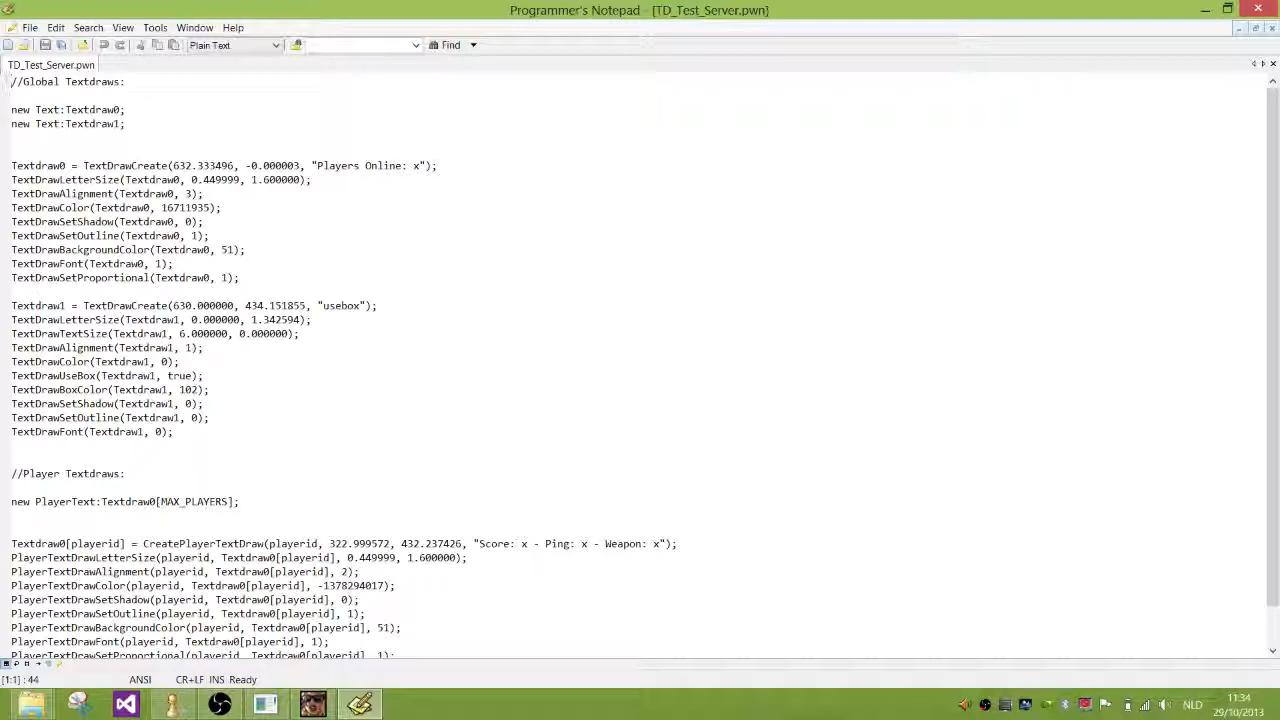 Programmer's Notepad - [TD_Test_Server.pwn]
File Edit Search View Tools Window Help
Plain Text Find
TD_Test_Server.pwn
//Global Textdraws:
new Text:Textdraw0;
new Text:Textdraw1;
Textdraw0 = TextDrawCreate(632.333496, -0.000003, "Players Online: x");
TextDrawLetterSize(Textdraw0, 0.449999, 1.600000);
TextDrawAlignment(Textdraw0, 3);
TextDrawColor(Textdraw0, 16711935);
TextDrawSetShadow(Textdraw0, 0);
TextDrawSetOutline(Textdraw0, 1);
TextDrawBackgroundColor(Textdraw0, 51);
TextDrawFont(Textdraw0, 1);
TextDrawSetProportional(Textdraw0, 1);
Textdraw1 = TextDrawCreate(630.000000, 434.151855, "usebox");
TextDrawLetterSize(Textdraw1, 0.000000, 1.342594);
TextDrawTextSize(Textdraw1, 6.000000, 0.000000);
TextDrawAlignment(Textdraw1, 1);
TextDrawColor(Textdraw1, 0);
TextDrawUseBox(Textdraw1, true);
TextDrawBoxColor(Textdraw1, 102);
TextDrawSetShadow(Textdraw1, 0);
TextDrawSetOutline(Textdraw1, 0);
TextDrawFont(Textdraw1, 0);
//Player Textdraws:
new PlayerText:Textdraw0[MAX_PLAYERS];
Textdraw0[playerid] = CreatePlayerTextDraw(playerid, 322.999572, 432.237426, "Score: x - Ping: x - Weapon: x");
PlayerTextDrawLetterSize(playerid, Textdraw0[playerid], 0.449999, 1.600000);
PlayerTextDrawAlignment(playerid, Textdraw0[playerid], 2);
PlayerTextDrawColor(playerid, Textdraw0[playerid], -1378294017);
PlayerTextDrawSetShadow(playerid, Textdraw0[playerid], 0);
PlayerTextDrawSetOutline(playerid, Textdraw0[playerid], 1);
PlayerTextDrawBackgroundColor(playerid, Textdraw0[playerid], 51);
PlayerTextDrawFont(playerid, Textdraw0[playerid], 1);
PlayerTextDrawSetProportional(playerid, Textdraw0[playerid], 1);
[1:1] : 44 ANSI CR+LF INS Ready
NLD
11:34
29/10/2013